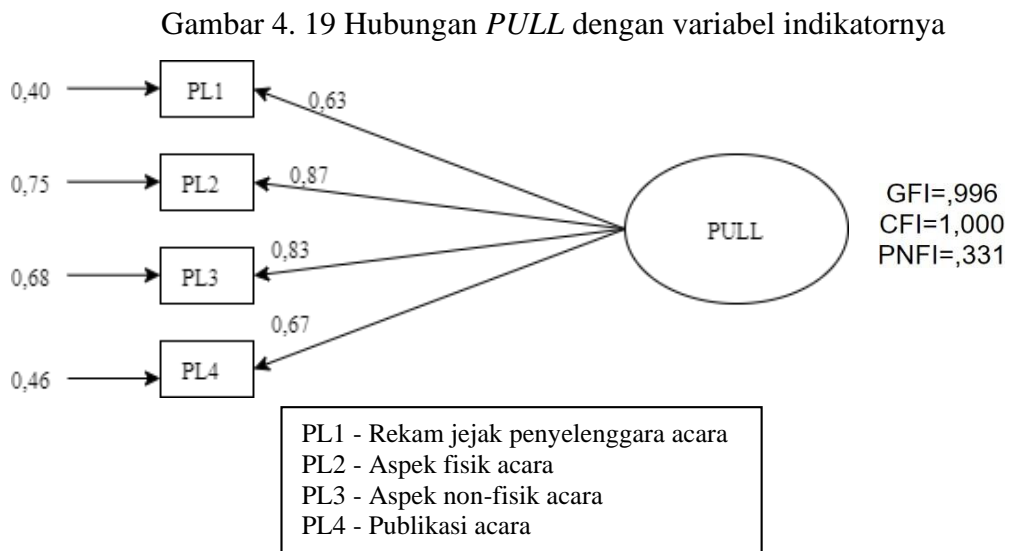 Gambar 4. 19 Hubungan PULL dengan variabel indikatornya
0,40
PL1
0,63
0,75
PL2
0,87
0,68
PL3
0,83
0,46
PL4
0,67
PULL
GFI=,996
CFI=1,000
PNFI=,331
PL1 - Rekam jejak penyelenggara acara
PL2 - Aspek fisik acara
PL3 - Aspek non-fisik acara
PL4 - Publikasi acara